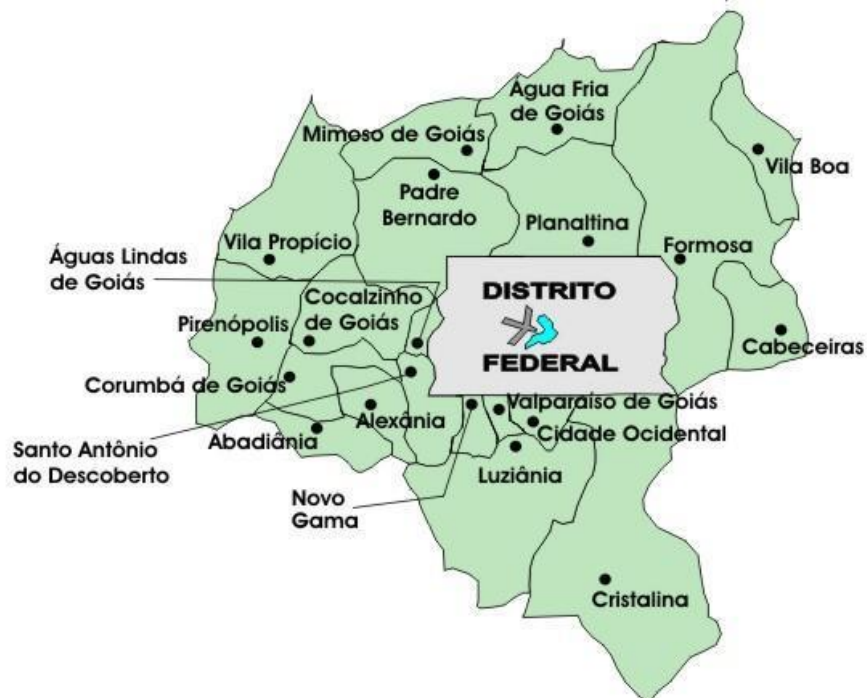 Água Fria
de Goiás
Mimoso de Goiás
Vila Boa
Padre
Bernardo
Planaltina
Vila Propício
Formosa
Águas Lindas
de Goiás
DISTRITO
FEDERAL
Cocalzinho
de Goiás
Pirenópolis
Cabeceiras
Corumbá de Goiás
Valparaíso de Goiás
Alexânia
Cidade Ocidental
Abadiânia
Santo Antônio
do Descoberto
Luziânia
Novo
Gama
Cristalina